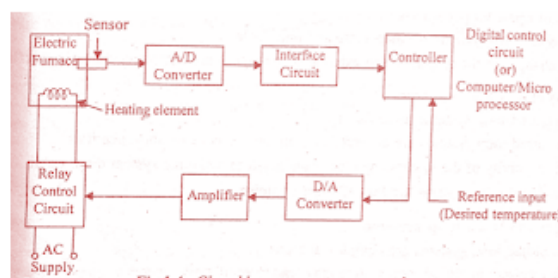 Sensor
Electric
Furnace
A/D
Converter
Interface
Circuit
Controller
Digital control
circuit
(or)
Computer/Micro
processor
Heating element
Relay
Control
Circuit
Amplifier
D/A
Converter
Reference input
(Desired temperature
AC
Supply